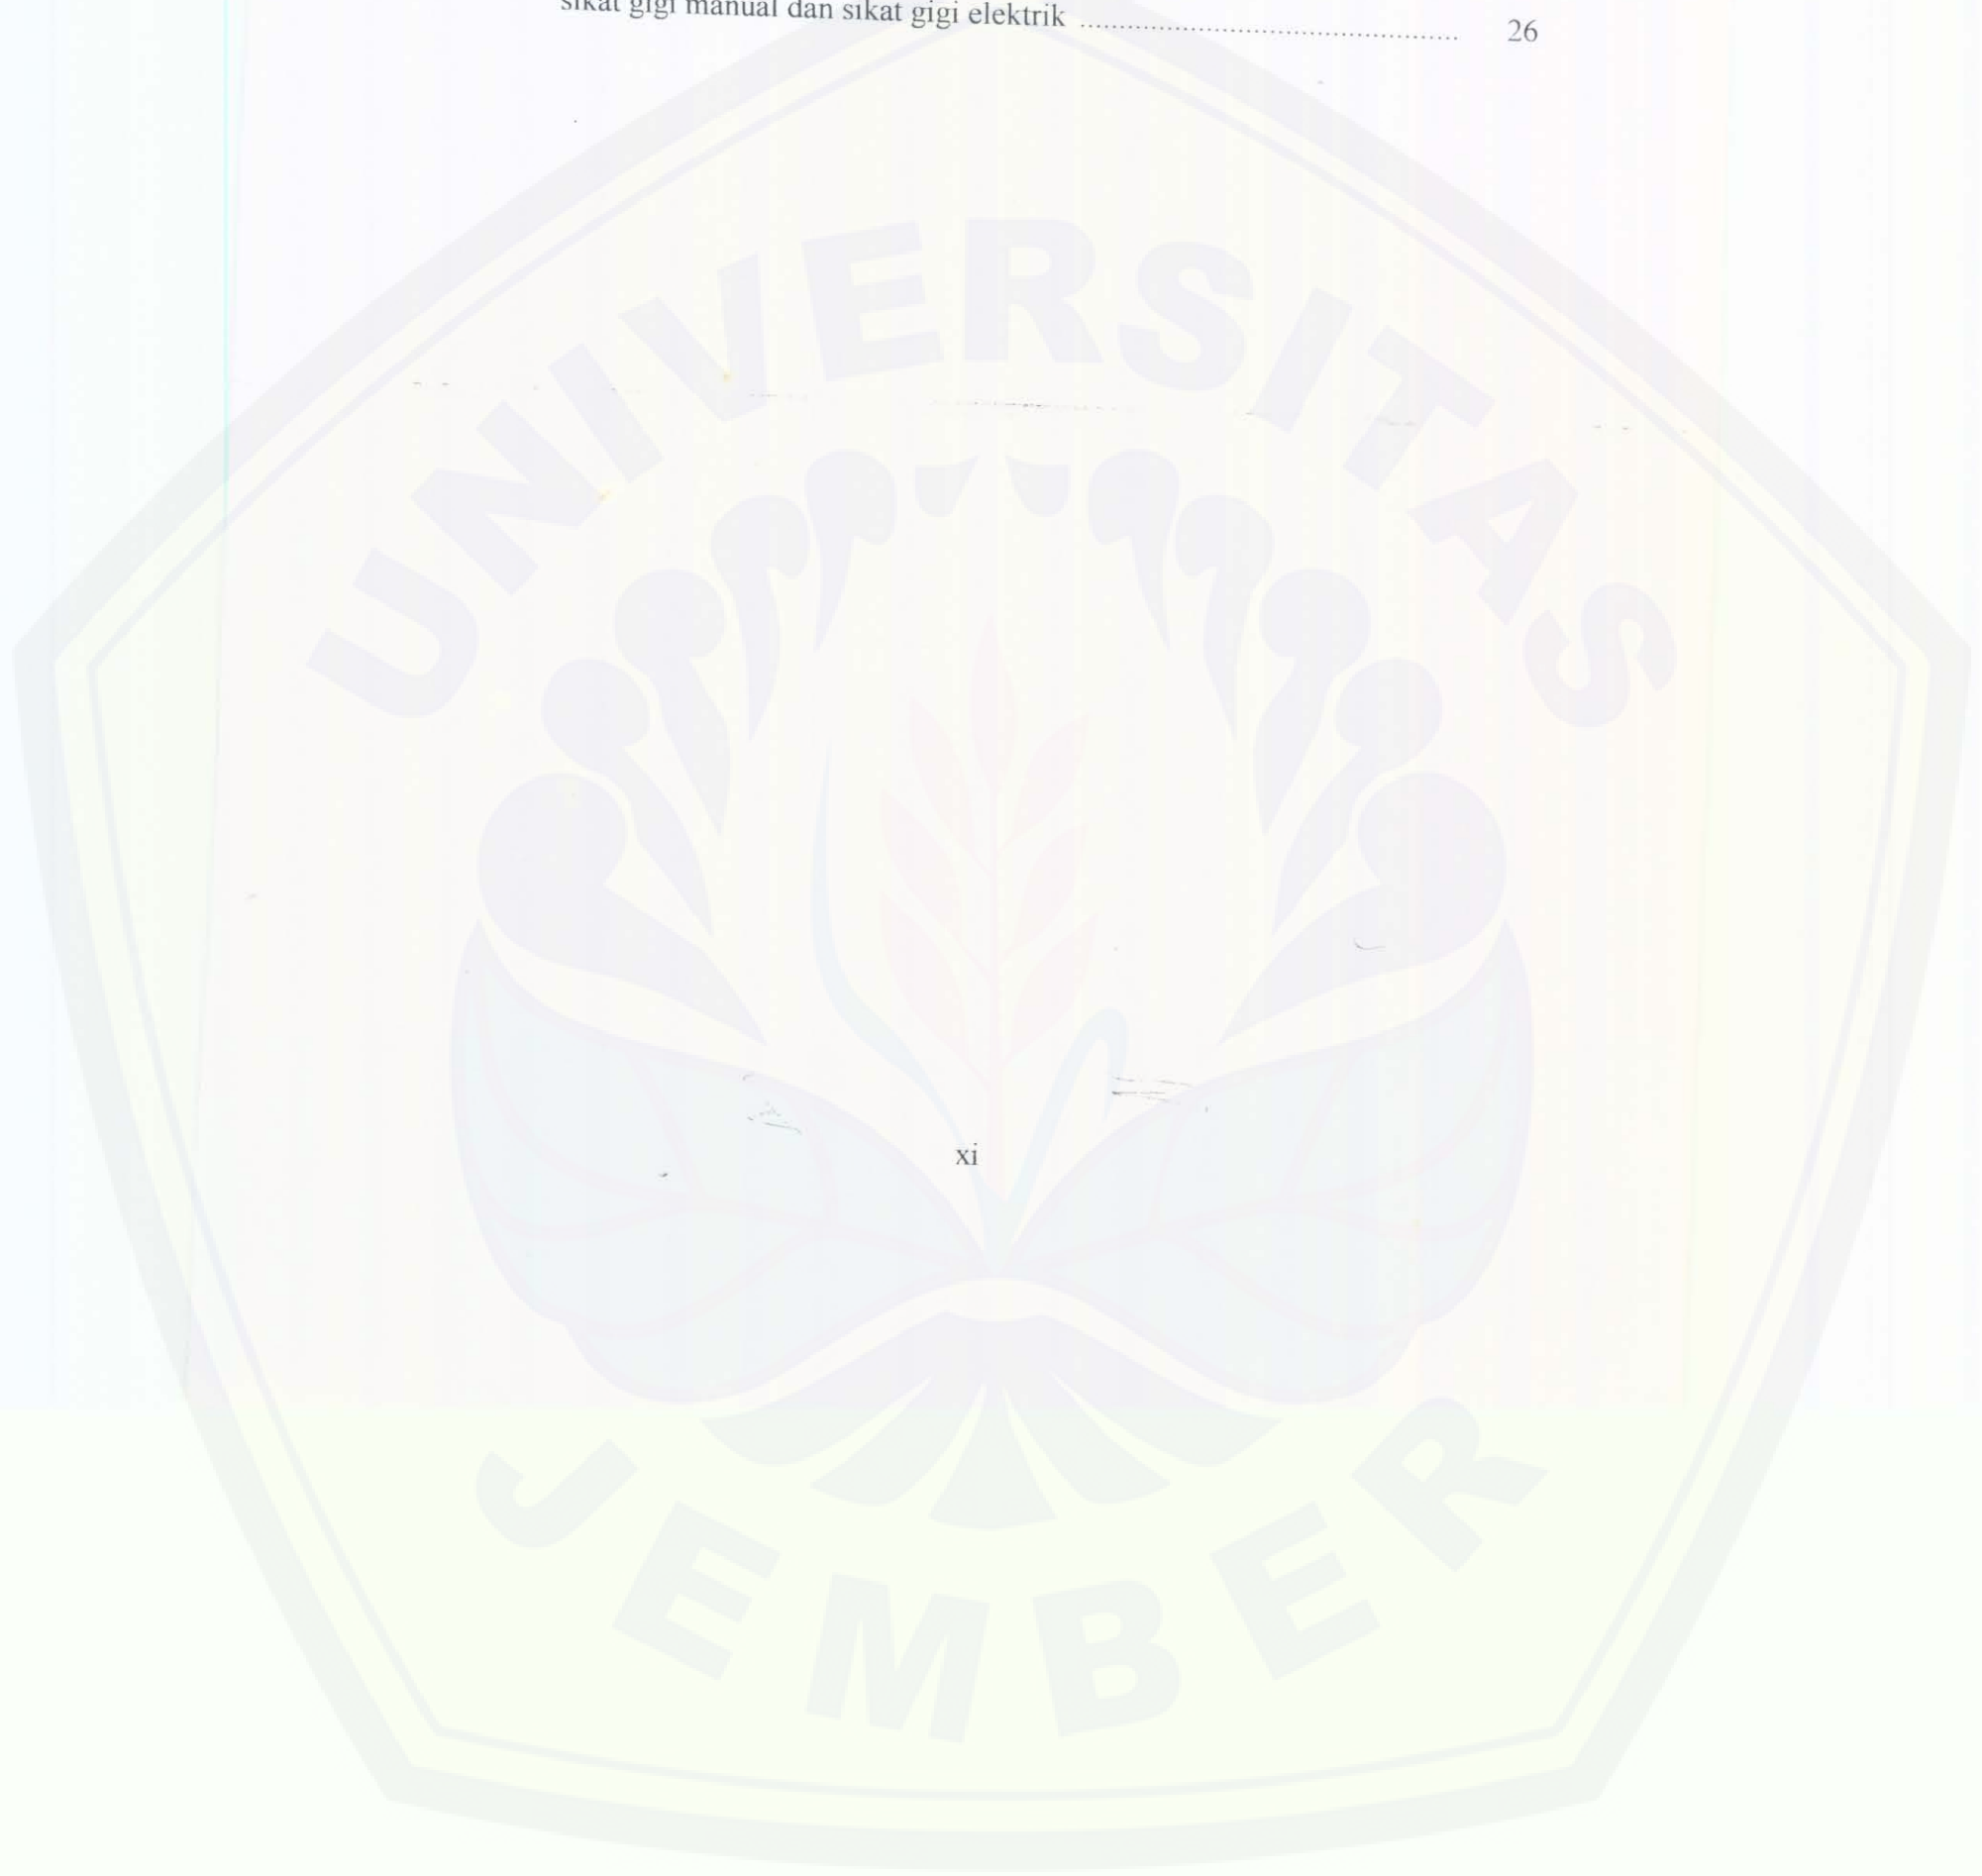 sikat gigi manual dan sikat gigi elektrik ............................................................ 26
UNIVERSITAS
xi
JEMBER